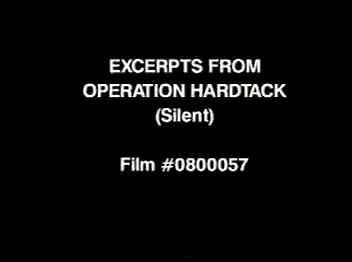 EXCERPTS FROM
OPERATION HARDTACK
(Silent)
Film #0800057